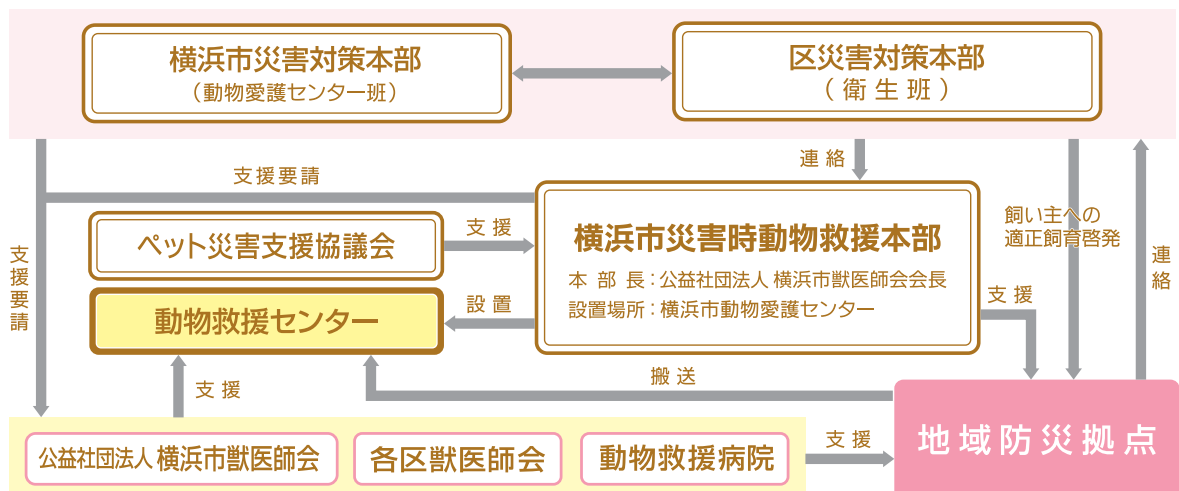 横浜市災害対策本部
（動物愛護センター班）
区災害対策本部
（衛生班）
連絡
支援要請
ペット災害支援協議会
支援
横浜市災害時動物救援本部
本部長：公益社団法人 横浜市獣医師会会長
設置場所：横浜市動物愛護センター
飼い主への
適正飼育啓発
連絡
支援要請
動物救援センター
設置
支援
支援
搬送
公益社団法人 横浜市獣医師会
各区獣医師会
動物救援病院
支援
地域防災拠点